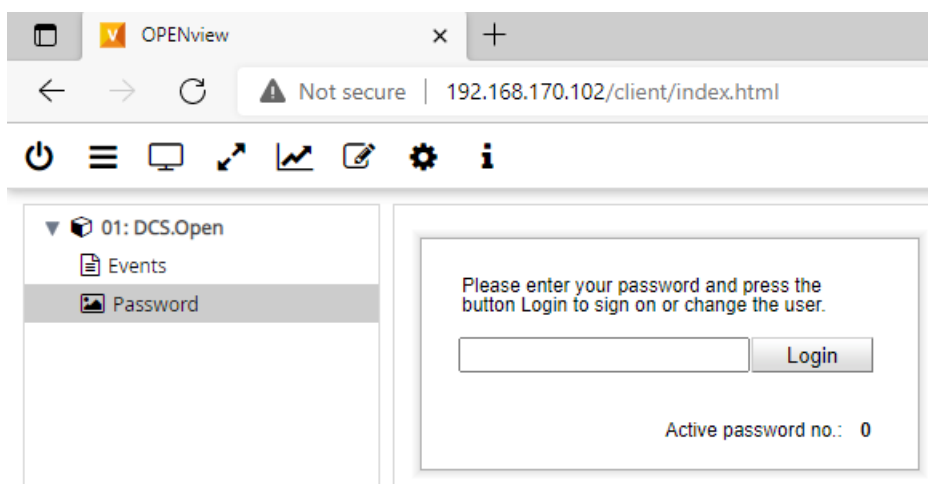 OPENview
Not secure | 192.168.170.102/client/index.html
01: DCS.Open
Events
Password
Please enter your password and press the
button Login to sign on or change the user.
Login
Active password no.: 0